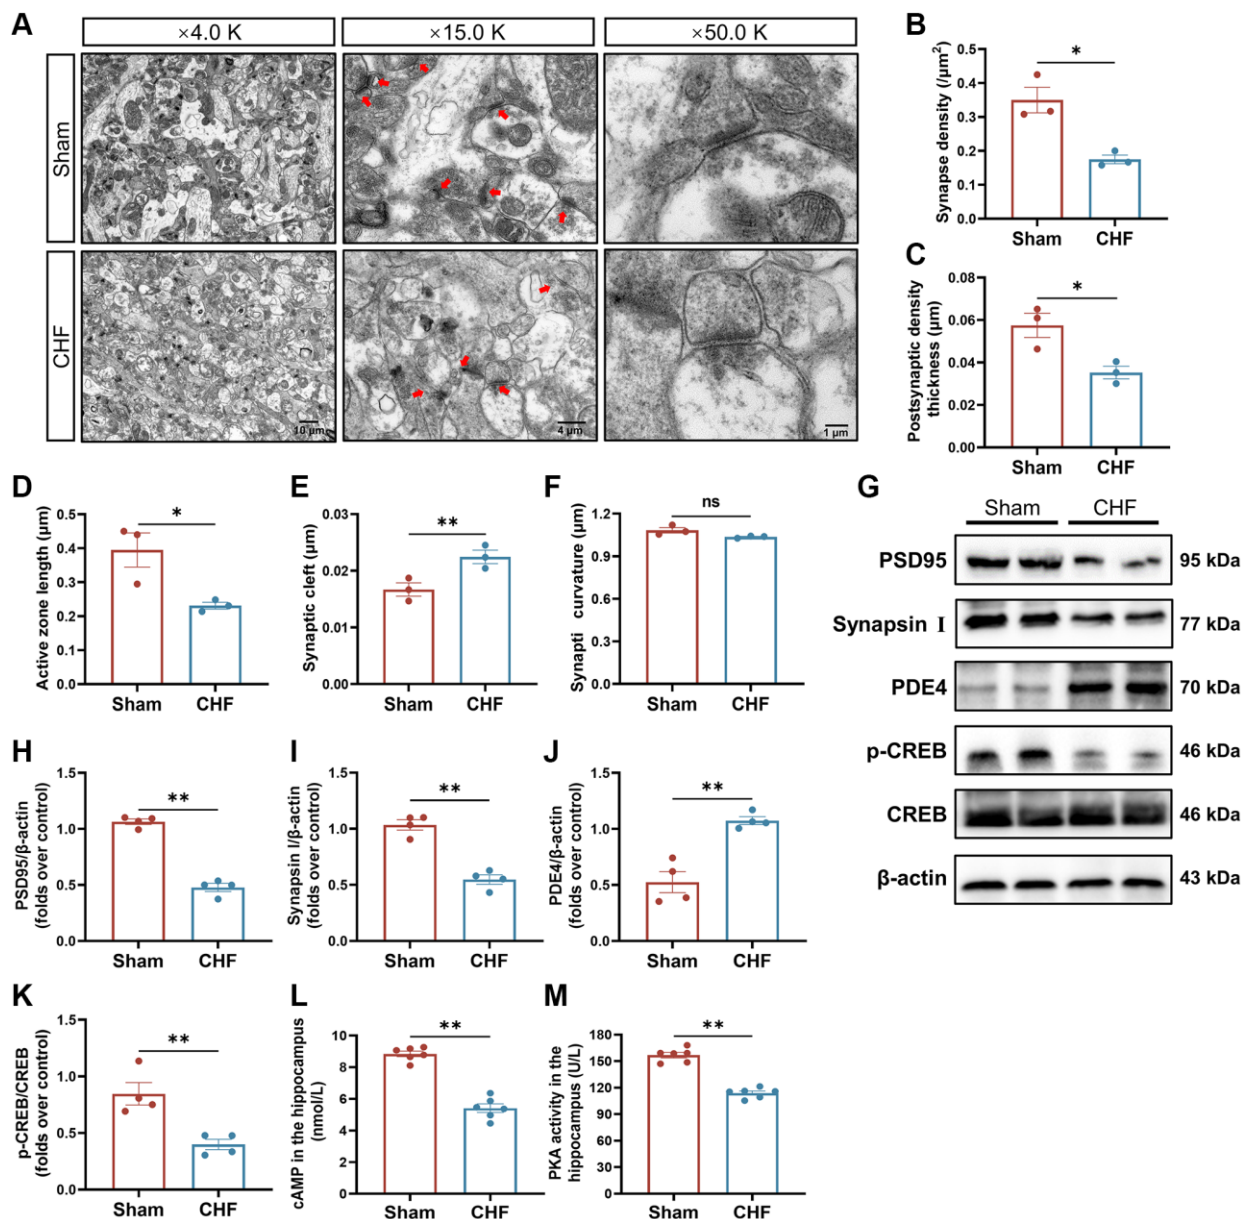 A
×4.0 K
×15.0 K
×50.0 K
Sham
CHF
10 μm
4 μm
1 μm
B
Synapse density (/μm²)
0.5
0.4
0.3
0.2
0.1
0.0
*
Sham CHF
C
Postsynaptic density
thickness (μm)
0.08
0.06
0.04
0.02
0.00
*
Sham CHF
D
Active zone length (μm)
0.5
0.4
0.3
0.2
0.1
0.0
*
Sham CHF
E
Synaptic cleft (μm)
0.03
0.02
0.01
0.00
**
Sham CHF
F
Synapti curvature (μm)
1.2
0.9
0.6
0.3
0.0
ns
Sham CHF
G
Sham CHF
PSD95 95 kDa
Synapsin I 77 kDa
PDE4 70 kDa
p-CREB 46 kDa
CREB 46 kDa
β-actin 43 kDa
H
PSD95/β-actin
(folds over control)
1.5
1.0
0.5
0.0
**
Sham CHF
I
Synapsin I/β-actin
(folds over control)
1.5
1.0
0.5
0.0
**
Sham CHF
J
PDE4/β-actin
(folds over control)
1.5
1.0
0.5
0.0
**
Sham CHF
K
p-CREB/CREB
(folds over control)
1.5
1.0
0.5
0.0
**
Sham CHF
L
cAMP in the hippocampus
(nmol/L)
10
8
6
4
2
0
**
Sham CHF
M
PKA activity in the
hippocampus (U/L)
180
150
120
90
60
30
0
**
Sham CHF